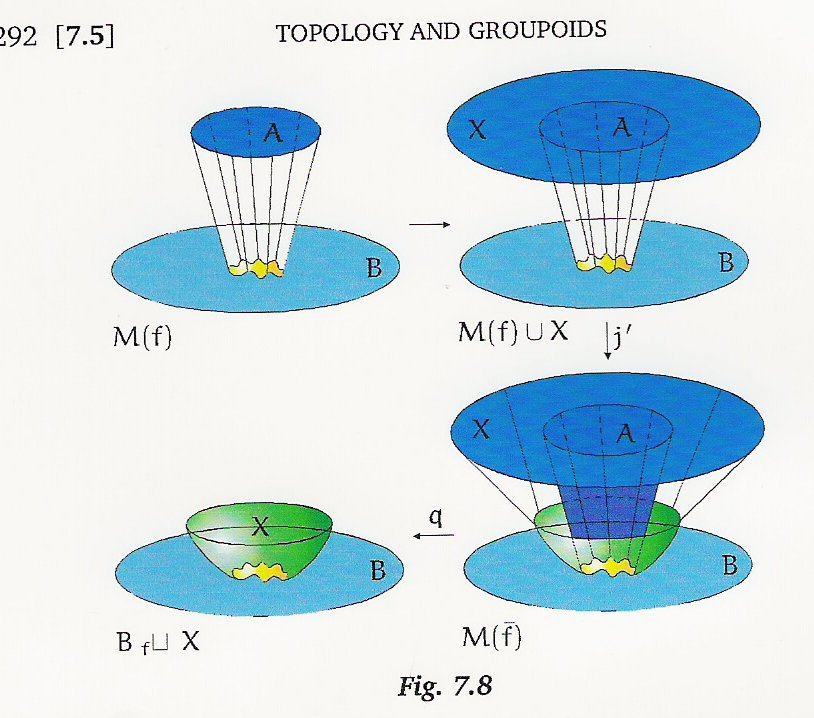 292 [7.5] TOPOLOGY AND GROUPOIDS
A
X A
B
B
M(f)
M(f) ∪ X
j′
X A
q
X
B
B
B f⊔ X
M(f̄)
Fig. 7.8